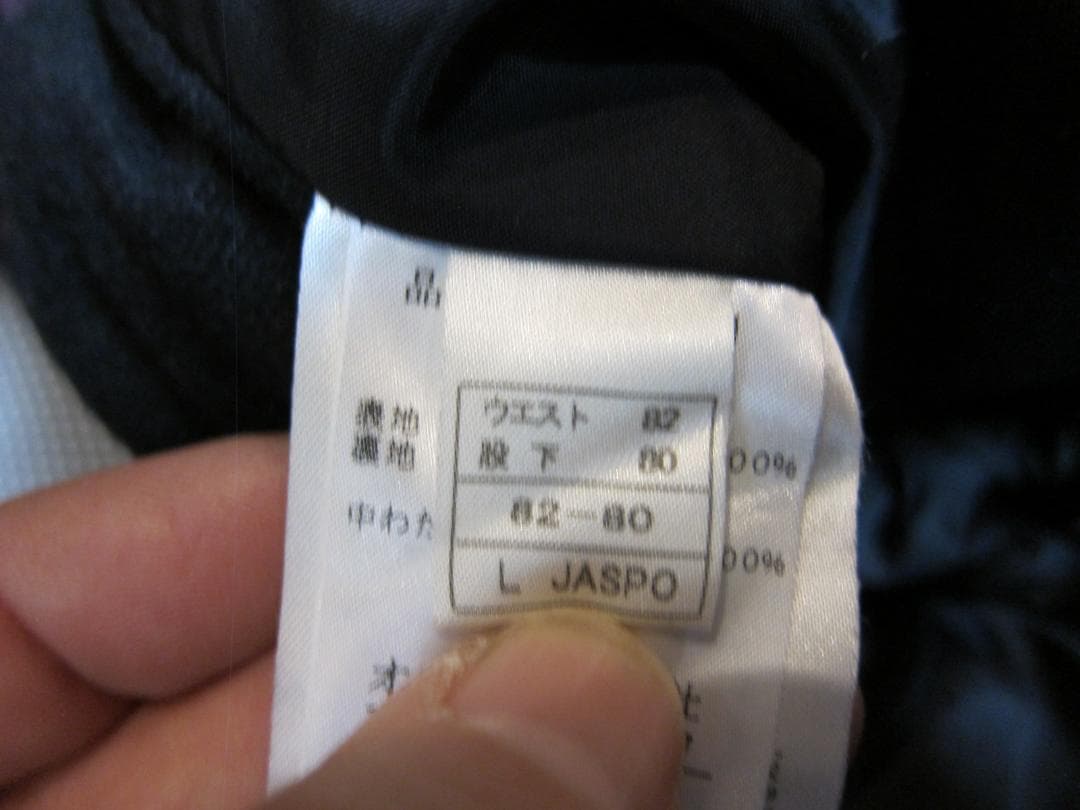 品
ウエスト 82
股下 80
82-80
L JASPO
表地
裏地
00%
中わた
00%